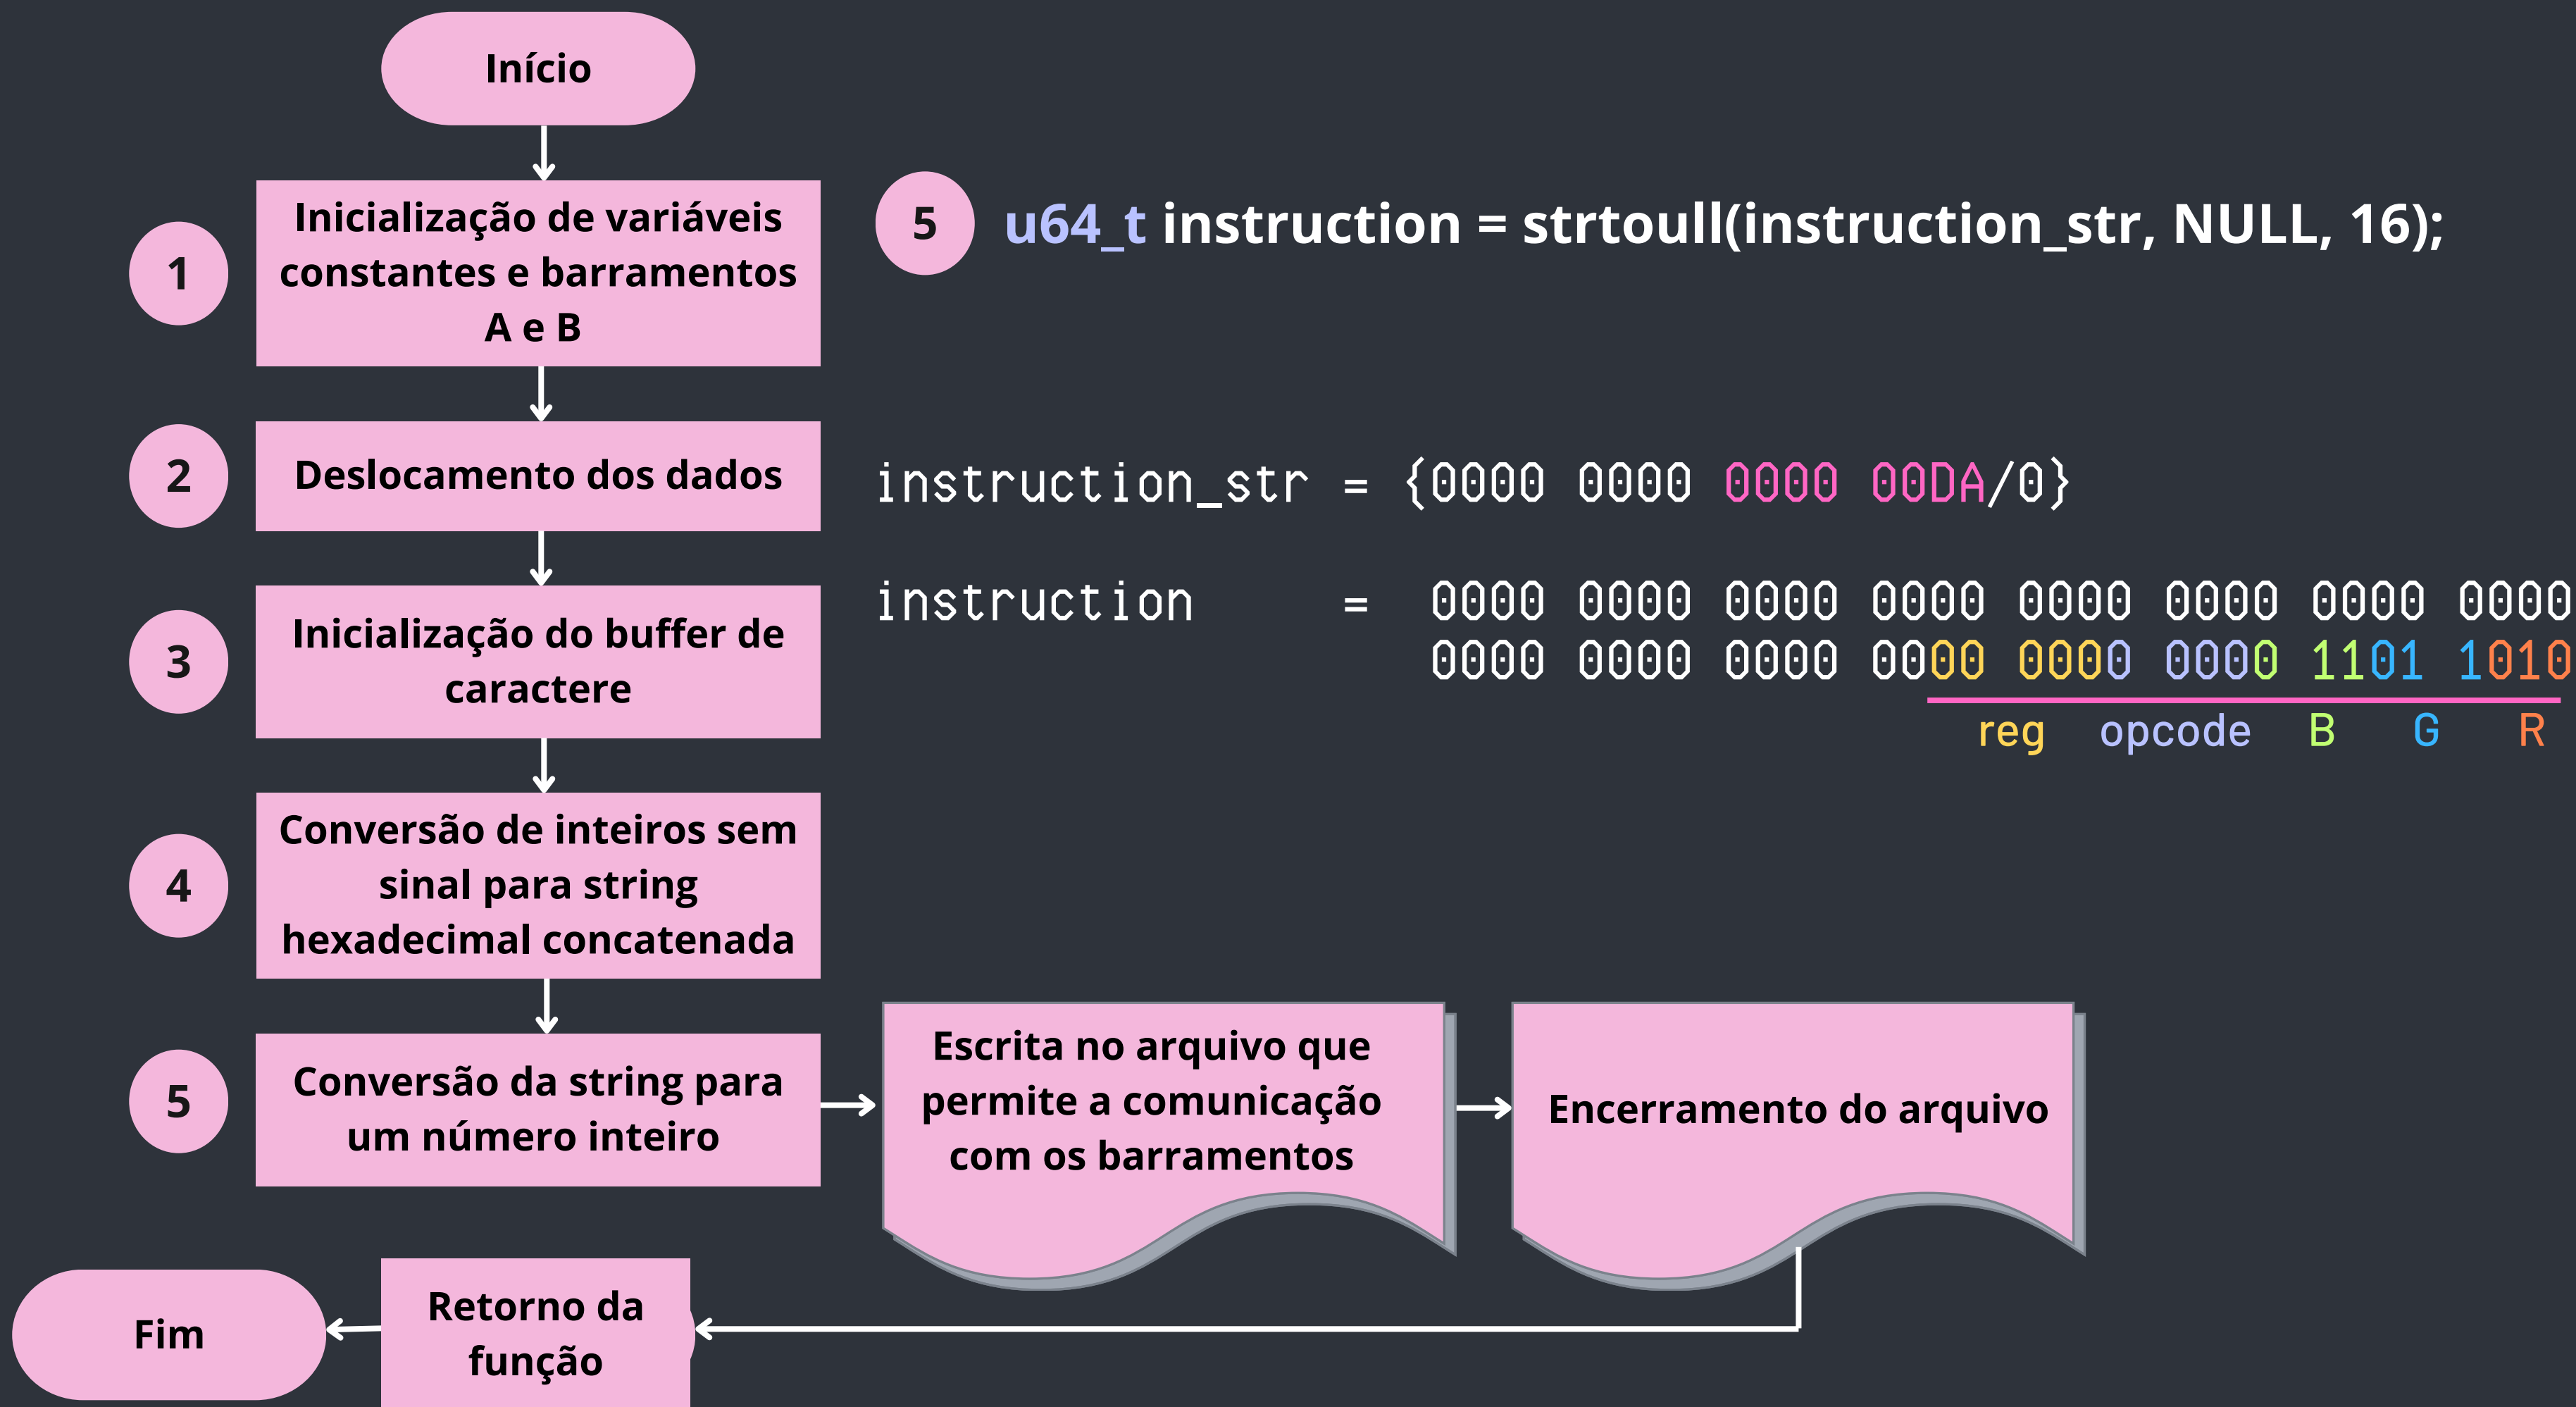 Início
1
Inicialização de variáveis
constantes e barramentos
A e B
2
Deslocamento dos dados
3
Inicialização do buffer de
caractere
4
Conversão de inteiros sem
sinal para string
hexadecimal concatenada
5
Conversão da string para
um número inteiro
Escrita no arquivo que
permite a comunicação
com os barramentos
Encerramento do arquivo
Retorno da
função
Fim
5 u64_t instruction = strtoull(instruction_str, NULL, 16);
instruction_str = {0000 0000 0000 00DA/0}
instruction = 0000 0000 0000 0000 0000 0000 0000 0000
0000 0000 0000 0000 0000 0000 1101 1010
reg opcode B G R